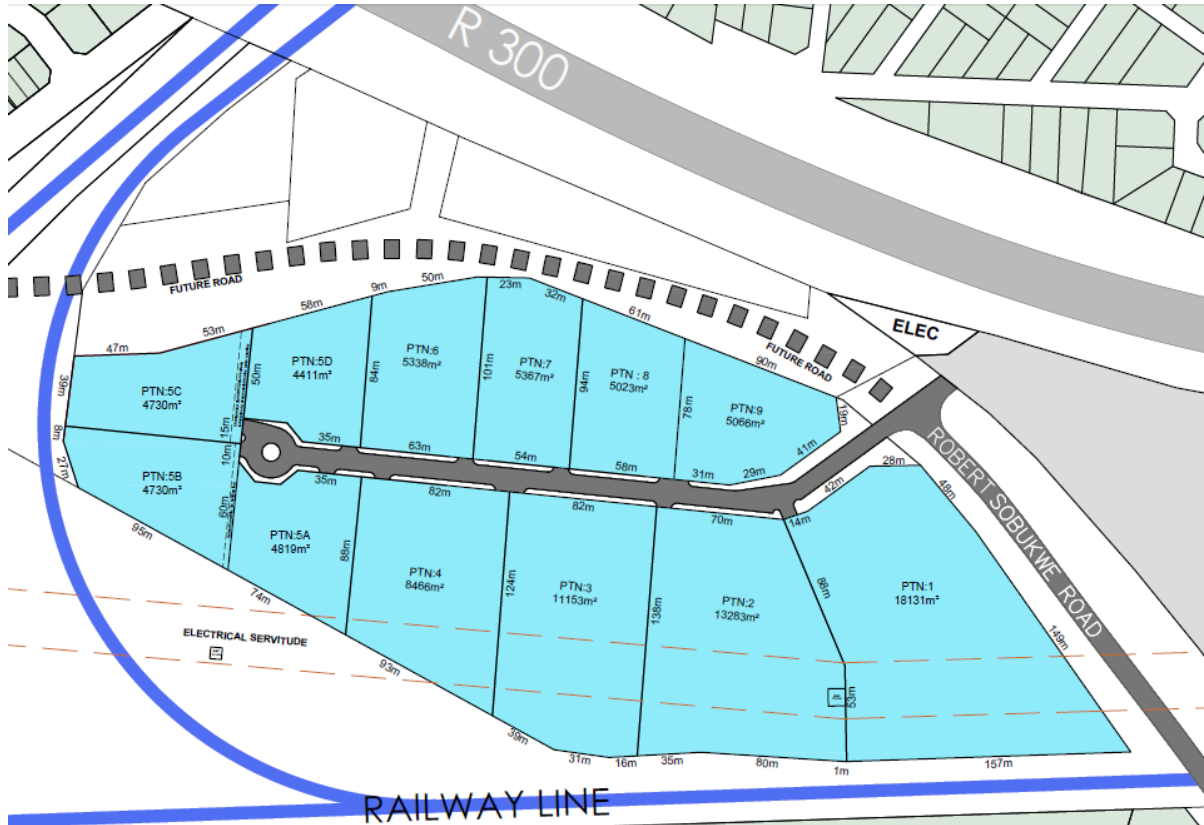 R 300
ELEC
FUTURE ROAD
FUTURE ROAD
50m
23m
9m
32m
58m
61m
53m
90m
47m
39m
50m
84m
101m
94m
78m
19m
PTN:5C
4730m²
PTN:5D
4411m²
PTN:6
5338m²
PTN:7
5367m²
PTN : 8
5023m²
PTN:9
5066m²
8m
15m
10m
35m
63m
54m
58m
31m
29m
41m
27m
PTN:5B
4730m²
60m
35m
82m
82m
70m
14m
42m
28m
48m
ROBERT SOBUKWE ROAD
95m
PTN:5A
4819m²
88m
PTN:4
8466m²
124m
PTN:3
11153m²
138m
PTN:2
13283m²
88m
PTN:1
18131m²
149m
74m
ELECTRICAL SERVITUDE
93m
53m
39m
31m
16m
35m
80m
1m
157m
RAILWAY LINE